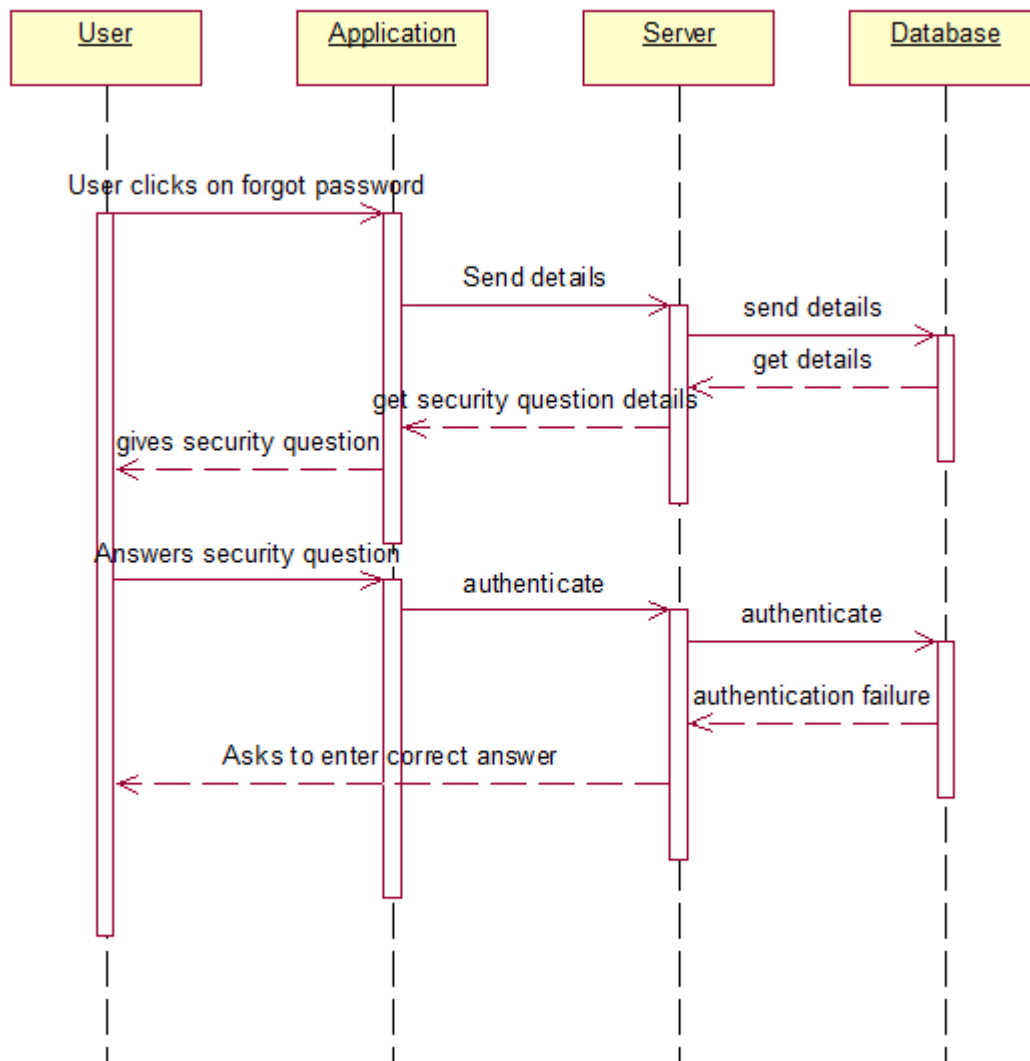 User
Application
Server
Database
User clicks on forgot password
Send details
send details
get details
get security question details
gives security question
Answers security question
authenticate
authenticate
authentication failure
Asks to enter correct answer